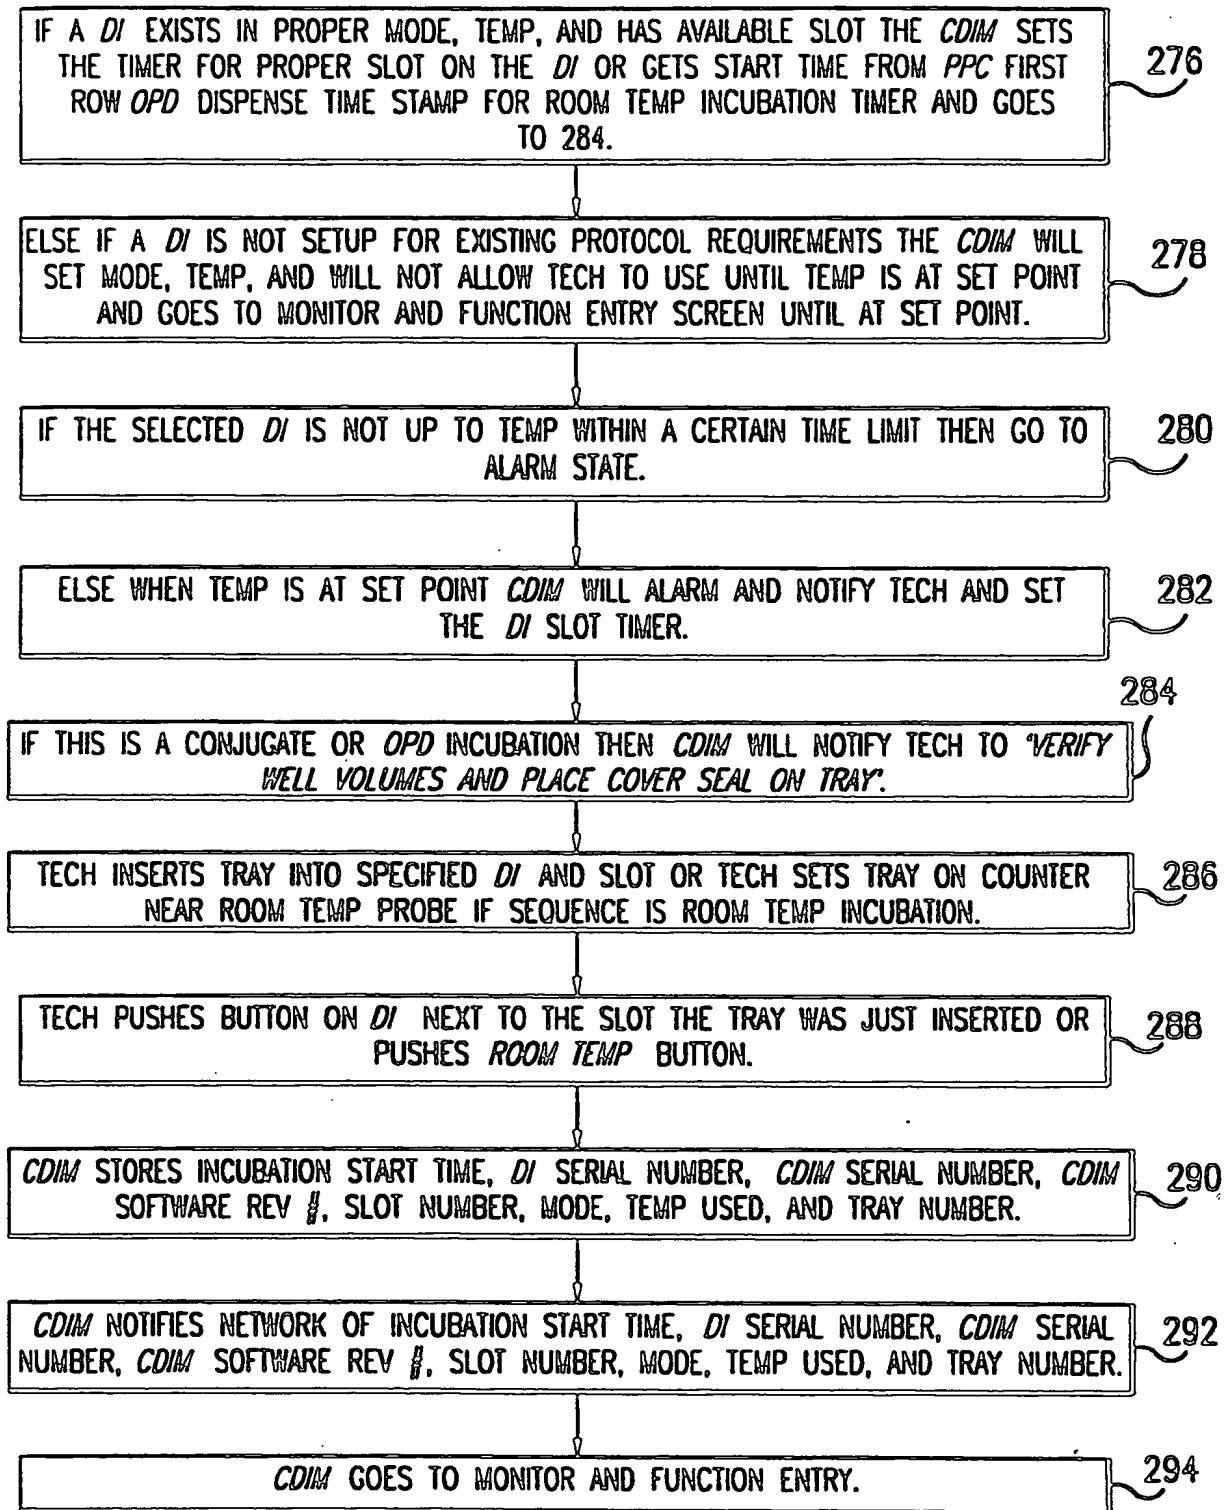 IF A DI EXISTS IN PROPER MODE, TEMP, AND HAS AVAILABLE SLOT THE CDIM SETS
THE TIMER FOR PROPER SLOT ON THE DI OR GETS START TIME FROM PPC FIRST
ROW OPD DISPENSE TIME STAMP FOR ROOM TEMP INCUBATION TIMER AND GOES
TO 284.
276
ELSE IF A DI IS NOT SETUP FOR EXISTING PROTOCOL REQUIREMENTS THE CDIM WILL
SET MODE, TEMP, AND WILL NOT ALLOW TECH TO USE UNTIL TEMP IS AT SET POINT
AND GOES TO MONITOR AND FUNCTION ENTRY SCREEN UNTIL AT SET POINT.
278
IF THE SELECTED DI IS NOT UP TO TEMP WITHIN A CERTAIN TIME LIMIT THEN GO TO
ALARM STATE.
280
ELSE WHEN TEMP IS AT SET POINT CDIM WILL ALARM AND NOTIFY TECH AND SET
THE DI SLOT TIMER.
282
284
IF THIS IS A CONJUGATE OR OPD INCUBATION THEN CDIM WILL NOTIFY TECH TO 'VERIFY
WELL VOLUMES AND PLACE COVER SEAL ON TRAY'.
TECH INSERTS TRAY INTO SPECIFIED DI AND SLOT OR TECH SETS TRAY ON COUNTER
NEAR ROOM TEMP PROBE IF SEQUENCE IS ROOM TEMP INCUBATION.
286
TECH PUSHES BUTTON ON DI NEXT TO THE SLOT THE TRAY WAS JUST INSERTED OR
PUSHES ROOM TEMP BUTTON.
288
CDIM STORES INCUBATION START TIME, DI SERIAL NUMBER, CDIM SERIAL NUMBER, CDIM
SOFTWARE REV #, SLOT NUMBER, MODE, TEMP USED, AND TRAY NUMBER.
290
CDIM NOTIFIES NETWORK OF INCUBATION START TIME, DI SERIAL NUMBER, CDIM SERIAL
NUMBER, CDIM SOFTWARE REV #, SLOT NUMBER, MODE, TEMP USED, AND TRAY NUMBER.
292
CDIM GOES TO MONITOR AND FUNCTION ENTRY.
294